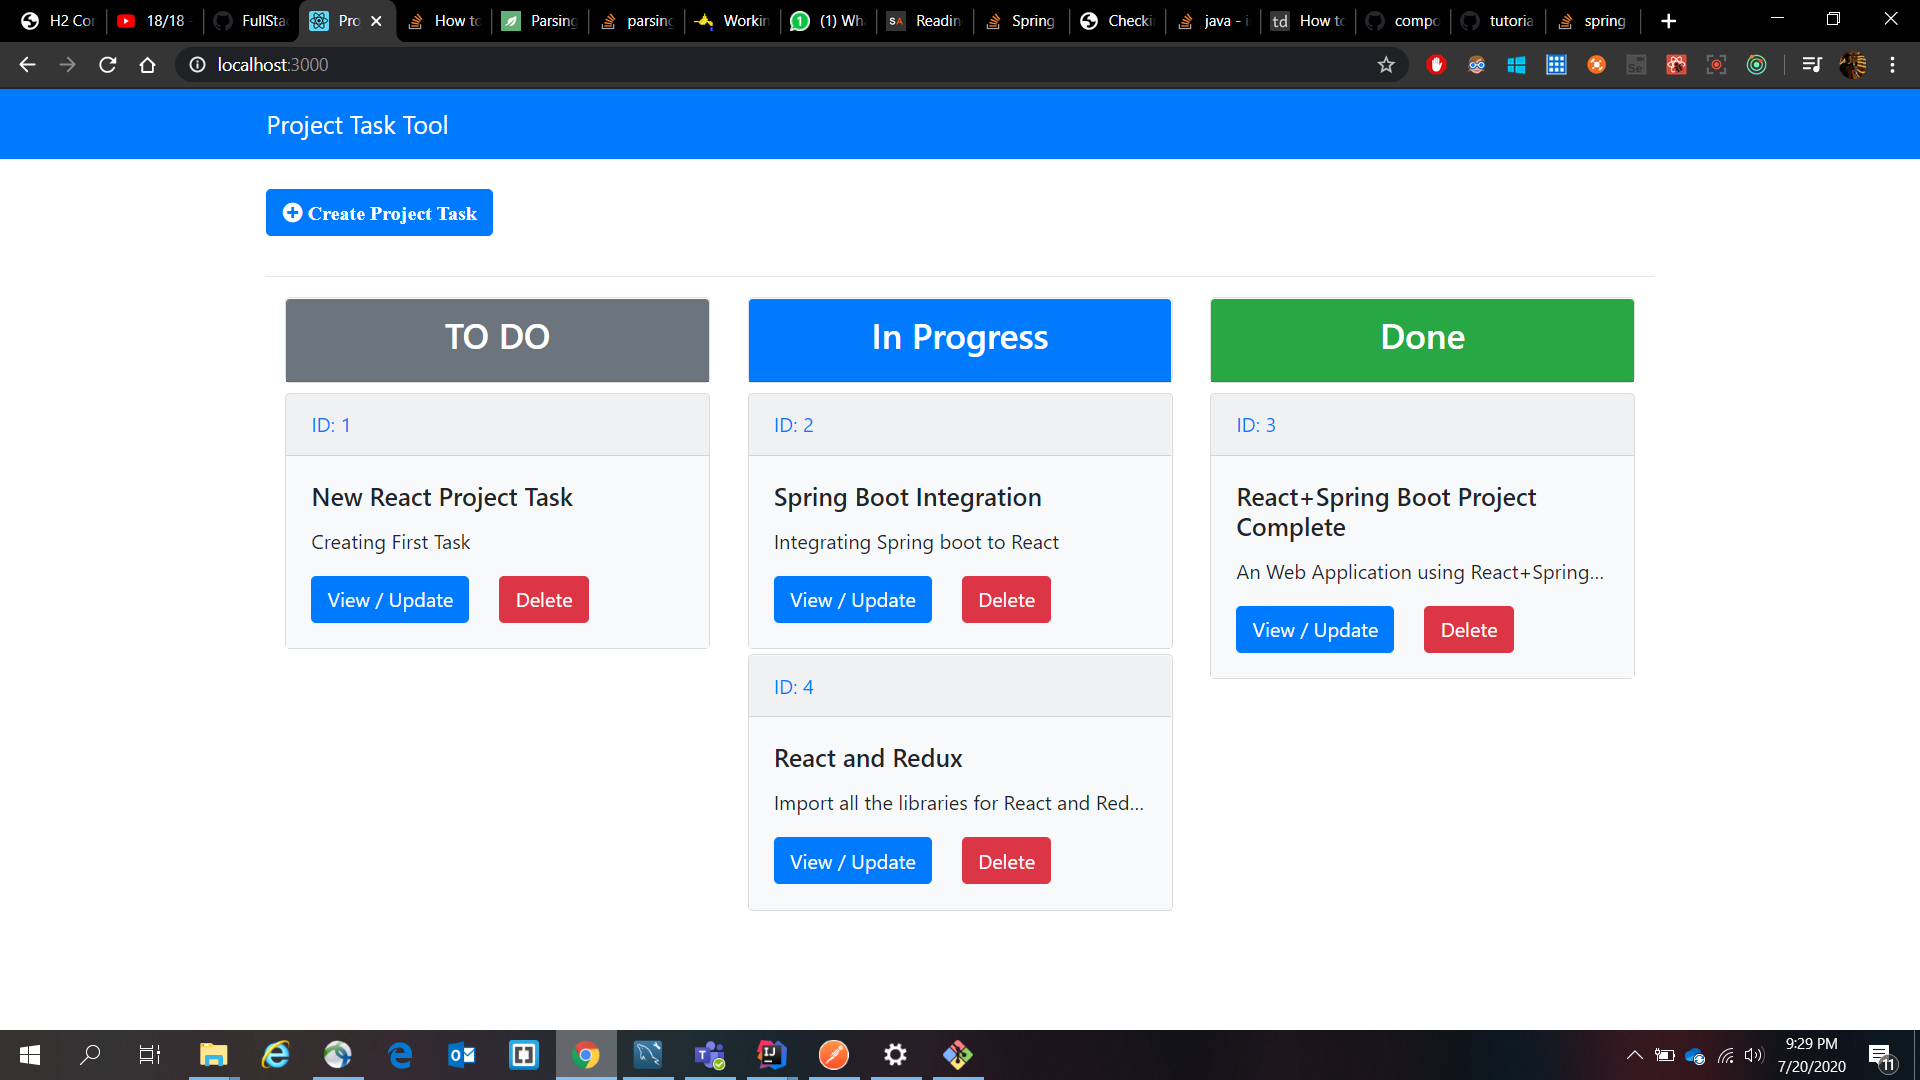 H2 Cor
18/18
FullSta
Pro
How to
Parsing
parsing
Workin
(1) Wh
Readin
Spring
Checki
java - i
How to
compo
tutoria
spring
localhost:3000
Project Task Tool
Create Project Task
TO DO
In Progress
Done
ID: 1
New React Project Task
Creating First Task
View / Update
Delete
ID: 2
Spring Boot Integration
Integrating Spring boot to React
View / Update
Delete
ID: 4
React and Redux
Import all the libraries for React and Red...
View / Update
Delete
ID: 3
React+Spring Boot Project
Complete
An Web Application using React+Spring...
View / Update
Delete
9:29 PM
7/20/2020
11